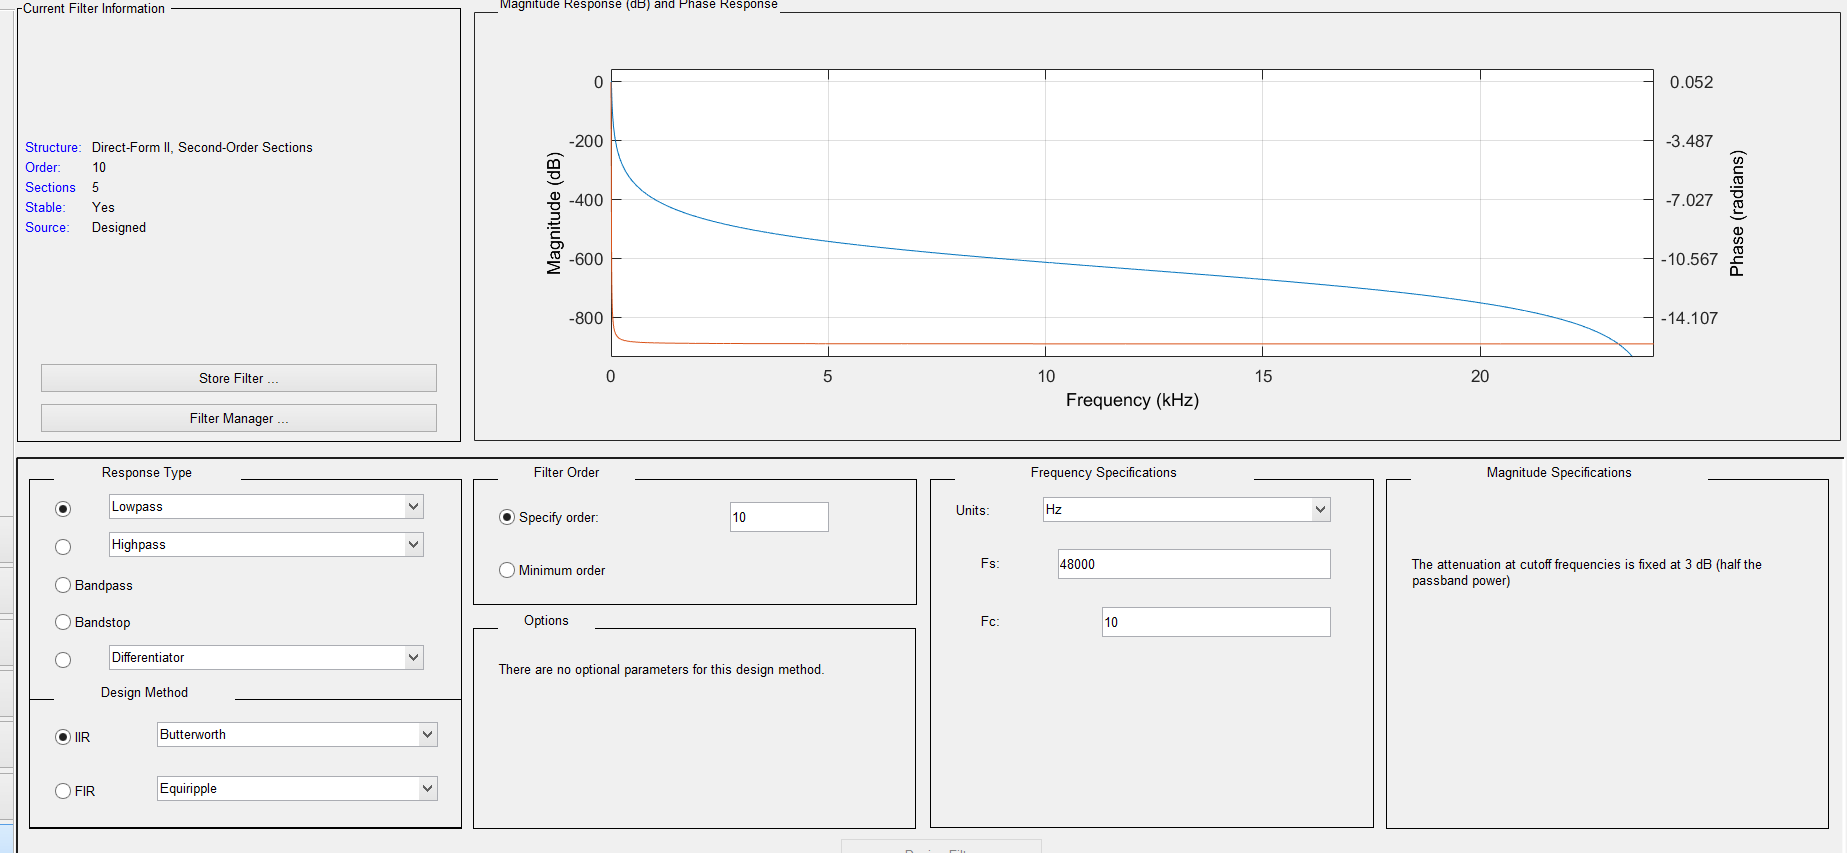 Current Filter Information
Structure: Direct-Form II, Second-Order Sections
Order: 10
Sections 5
Stable: Yes
Source: Designed
Store Filter ...
Filter Manager ...
Magnitude Response (dB) and Phase Response
0
-200
-400
-600
-800
Magnitude (dB)
0.052
-3.487
-7.027
-10.567
-14.107
Phase (radians)
0 5 10 15 20
Frequency (kHz)
Response Type
Lowpass
Highpass
Bandpass
Bandstop
Differentiator
Design Method
IIR Butterworth
FIR Equiripple
Filter Order
Specify order: 10
Minimum order
Options
There are no optional parameters for this design method.
Frequency Specifications
Units: Hz
Fs: 48000
Fc: 10
Magnitude Specifications
The attenuation at cutoff frequencies is fixed at 3 dB (half the
passband power)